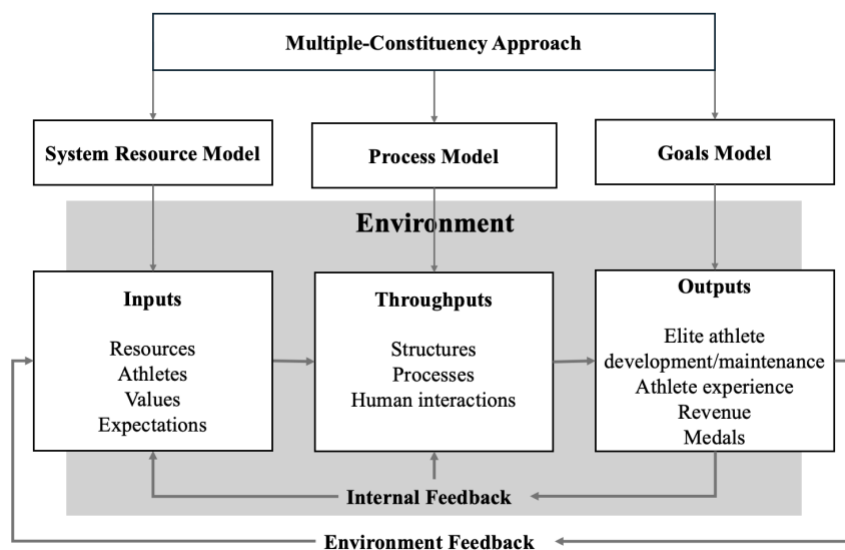 Multiple-Constituency Approach
System Resource Model
Process Model
Goals Model
Environment
Inputs
Resources
Athletes
Values
Expectations
Throughputs
Structures
Processes
Human interactions
Outputs
Elite athlete
development/maintenance
Athlete experience
Revenue
Medals
Internal Feedback
Environment Feedback